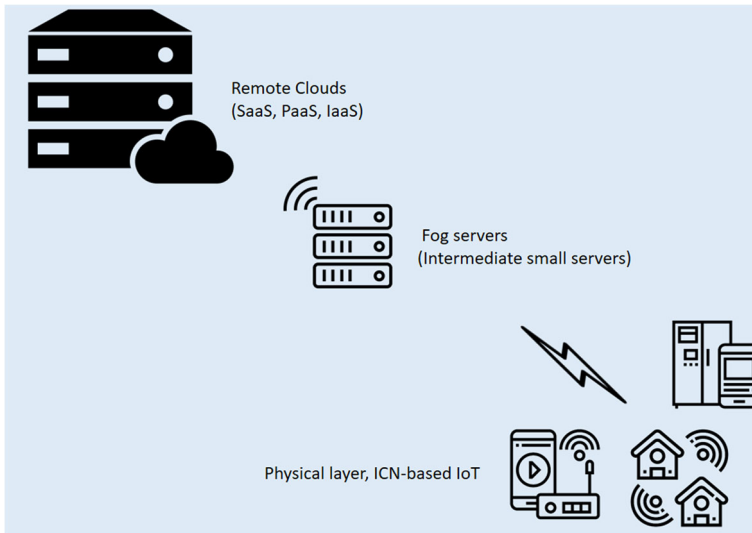 Remote Clouds
(SaaS, PaaS, IaaS)
Fog servers
(Intermediate small servers)
Physical layer, ICN-based IoT